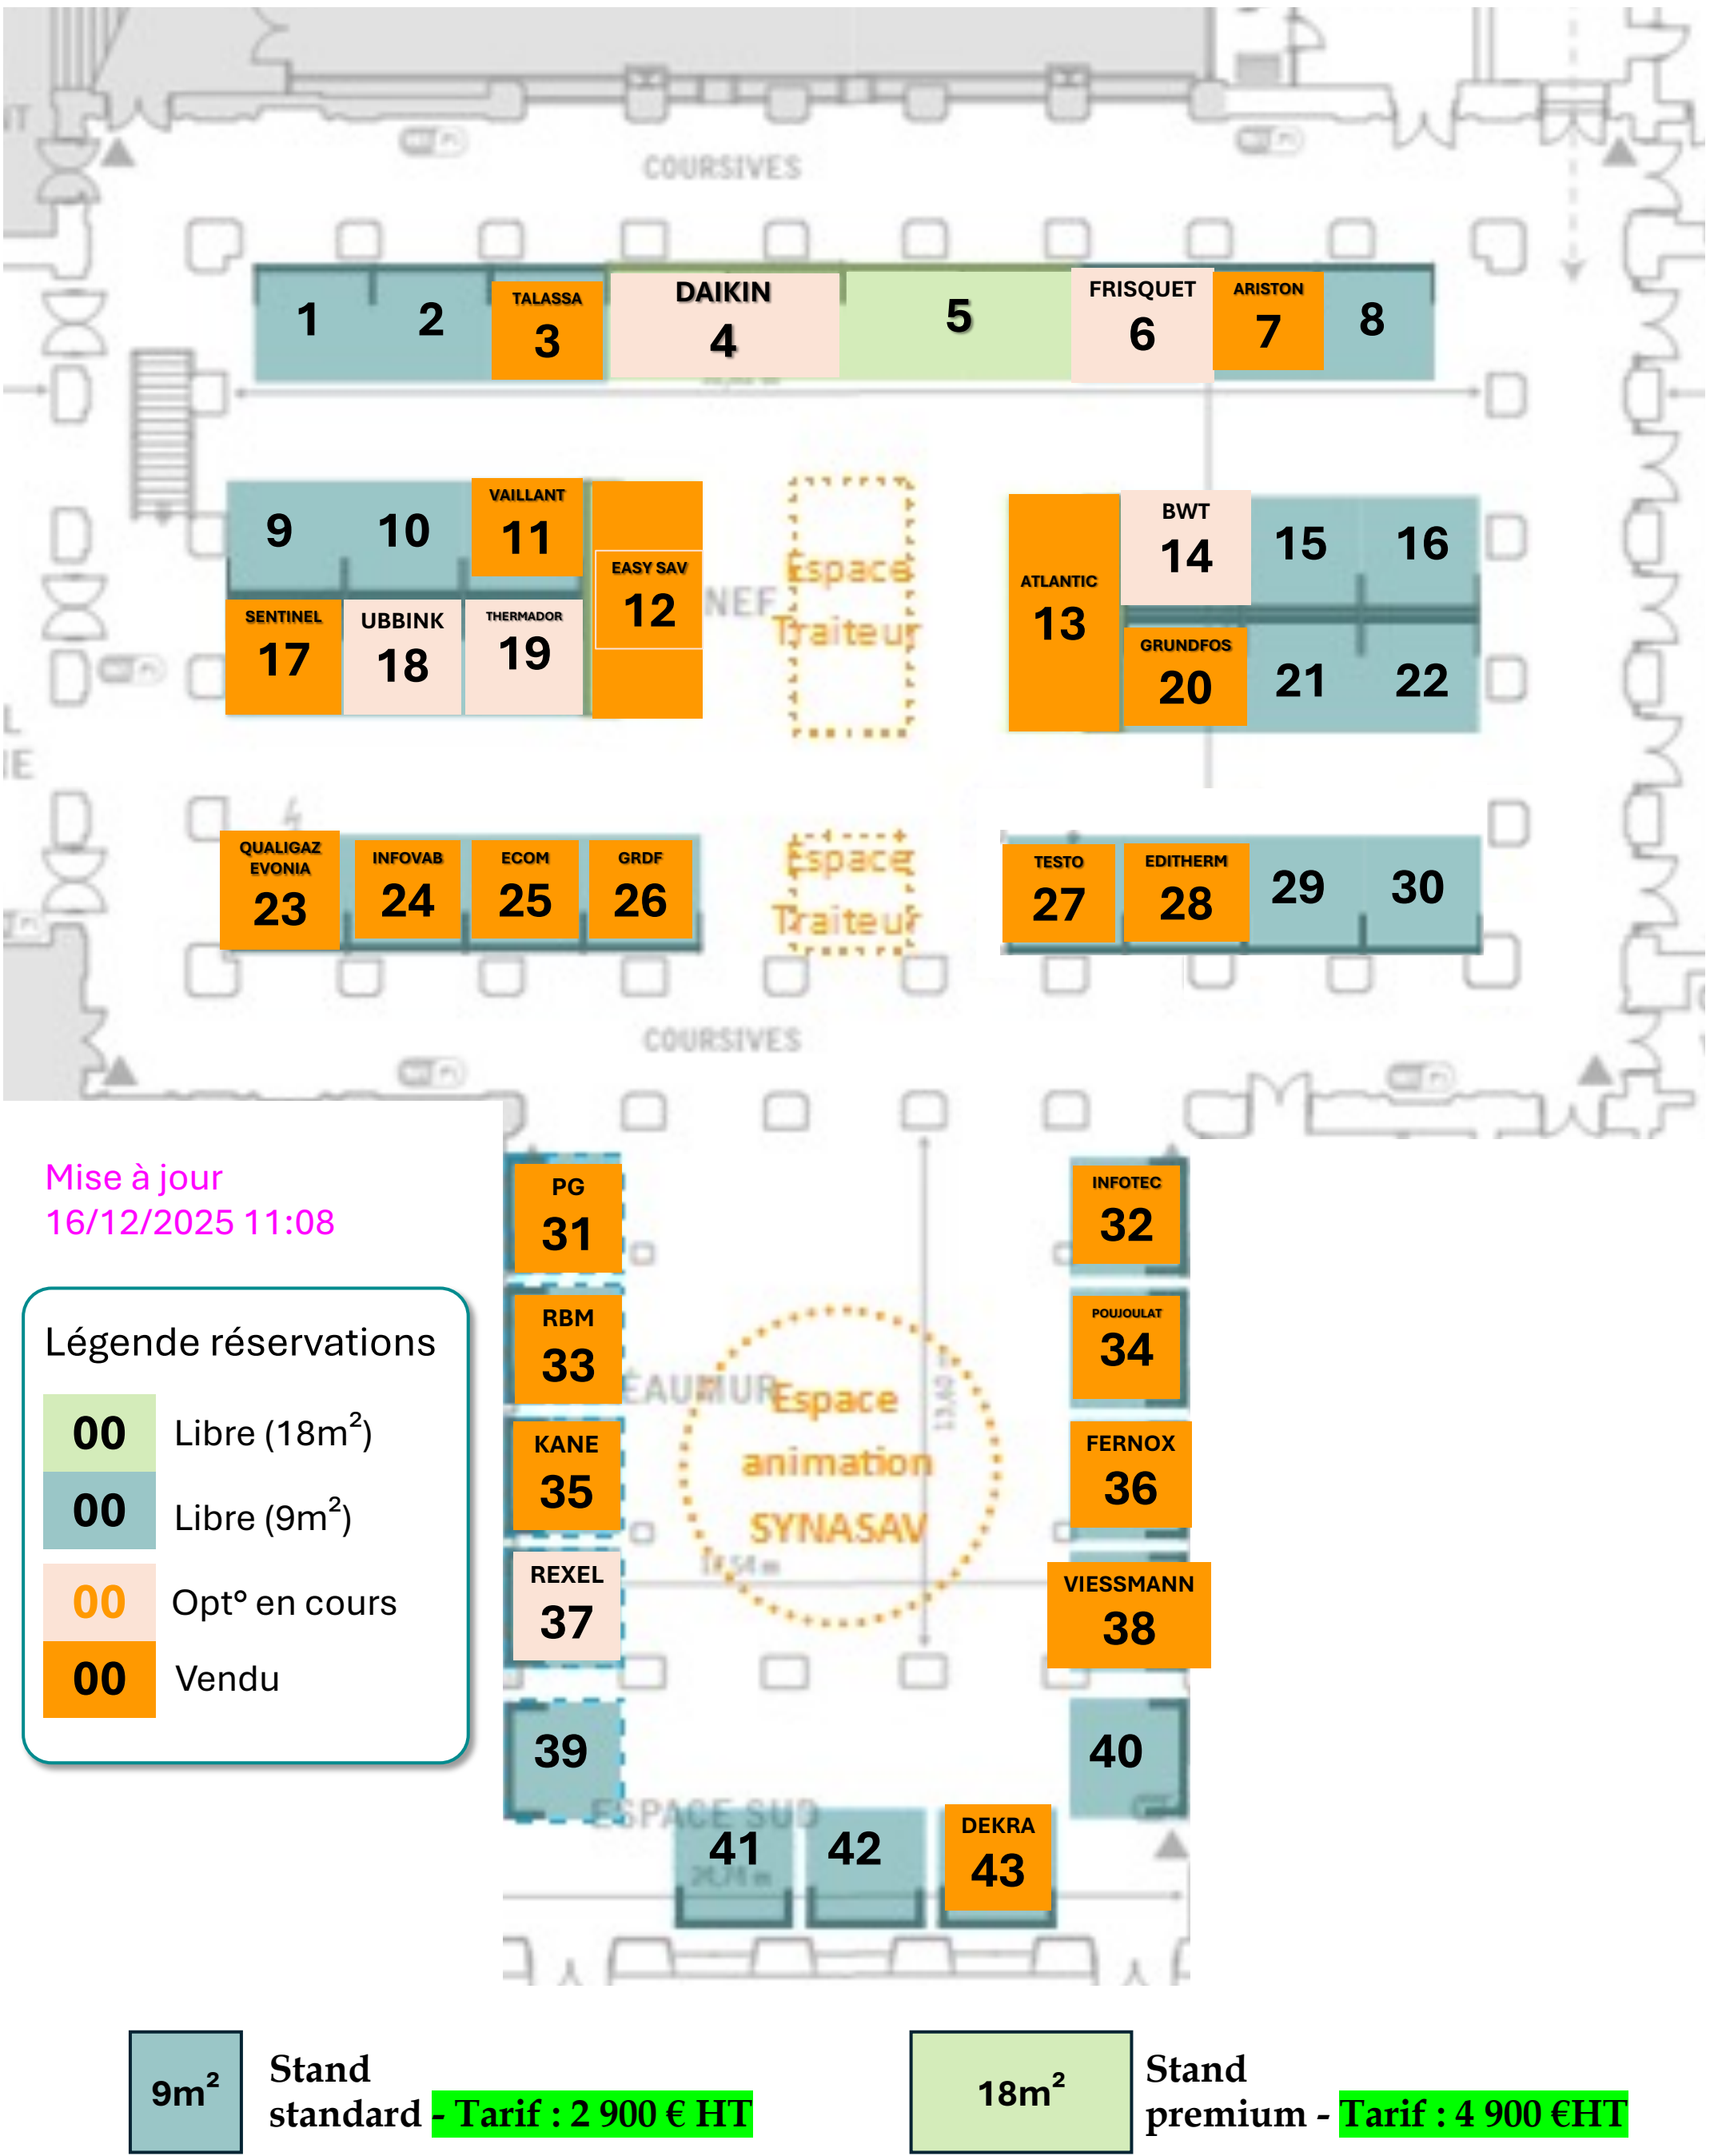 COURSIVES
1
2
TALASSA
3
DAIKIN
4
5
FRISQUET
6
ARISTON
7
8
9
10
VAILLANT
11
EASY SAV
12
NEF
Espace
Traiteur
ATLANTIC
13
BWT
14
15
16
SENTINEL
17
UBBINK
18
THERMADOR
19
GRUNDFOS
20
21
22
QUALIGAZ
EVONIA
23
INFOVAB
24
ECOM
25
GRDF
26
Espace
Traiteur
TESTO
27
EDITHERM
28
29
30
COURSIVES
Mise à jour
16/12/2025 11:08
PG
31
INFOTEC
32
RBM
33
POUJOULAT
34
ÉAUMUR
Espace
animation
SYNASAV
KANE
35
FERNOX
36
REXEL
37
VIESSMANN
38
39
40
ESPACE SUD
41
42
DEKRA
43
Légende réservations
00 Libre (18m²)
00 Libre (9m²)
00 Opt° en cours
00 Vendu
9m²
Stand
standard - Tarif : 2 900 € HT
18m²
Stand
premium - Tarif : 4 900 €HT